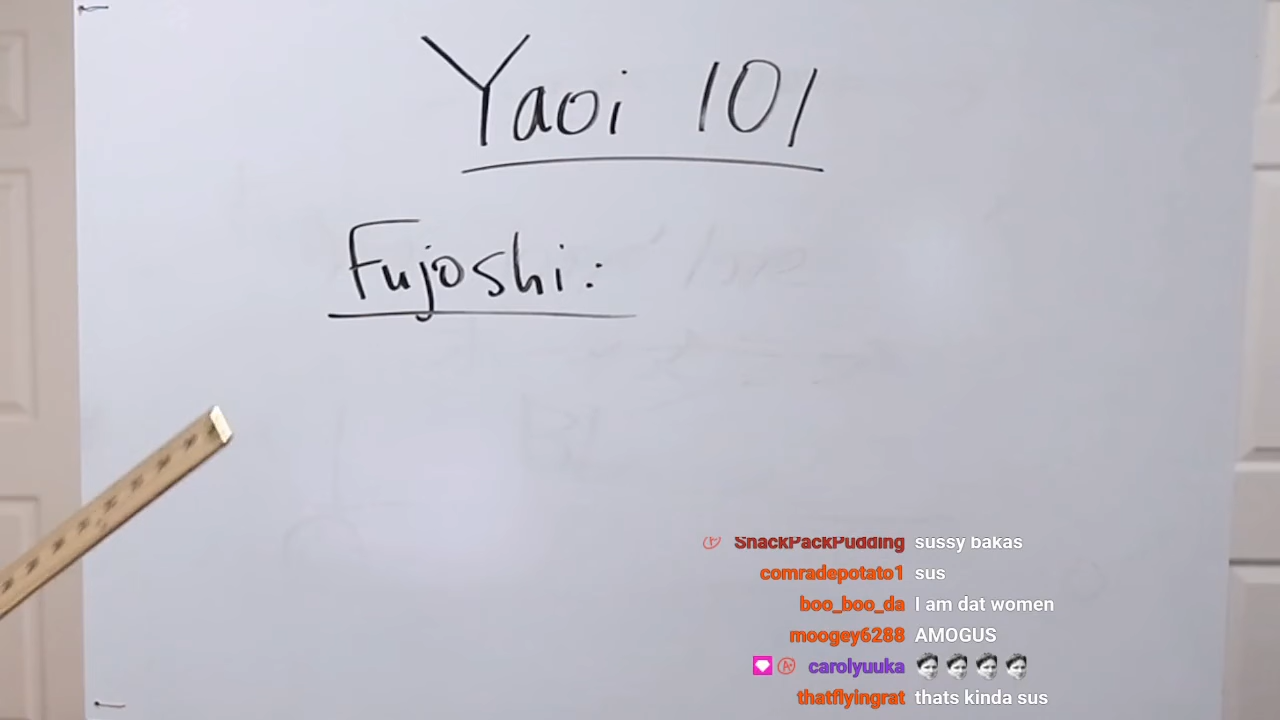 Yaoi 101
Fujoshi:
SnackPackPudding sussy bakas
comradepotato1 sus
boo_boo_da I am dat women
moogey6288 AMOGUS
carolyuuka
thatflyingrat thats kinda sus